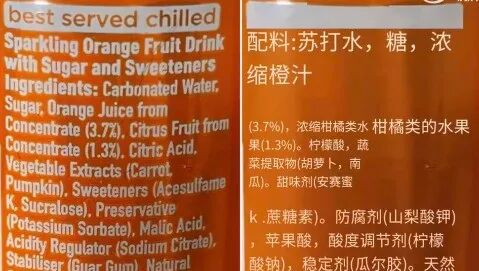 best served chilled
Sparkling Orange Fruit Drink
with Sugar and Sweeteners
Ingredients: Carbonated Water,
Sugar, Orange Juice from
Concentrate (3.7%), Citrus Fruit from
Concentrate (1.3%), Citric Acid,
Vegetable Extracts (Carrot,
Pumpkin). Sweeteners (Acesulfame
K, Sucralose), Preservative
(Potassium Sorbate), Malic Acid,
Acidity Regulator (Sodium Citrate),
Stabiliser (Guar Gum), Natural
配料:苏打水，糖，浓
缩橙汁
(3.7%)，浓缩柑橘类水 柑橘类的水果
果(1.3%)。柠檬酸，蔬
菜提取物(胡萝卜，南
瓜)。甜味剂(安赛蜜
k .蔗糖素)。防腐剂(山梨酸钾)
，苹果酸，酸度调节剂(柠檬
酸钠)，稳定剂(瓜尔胶)。天然